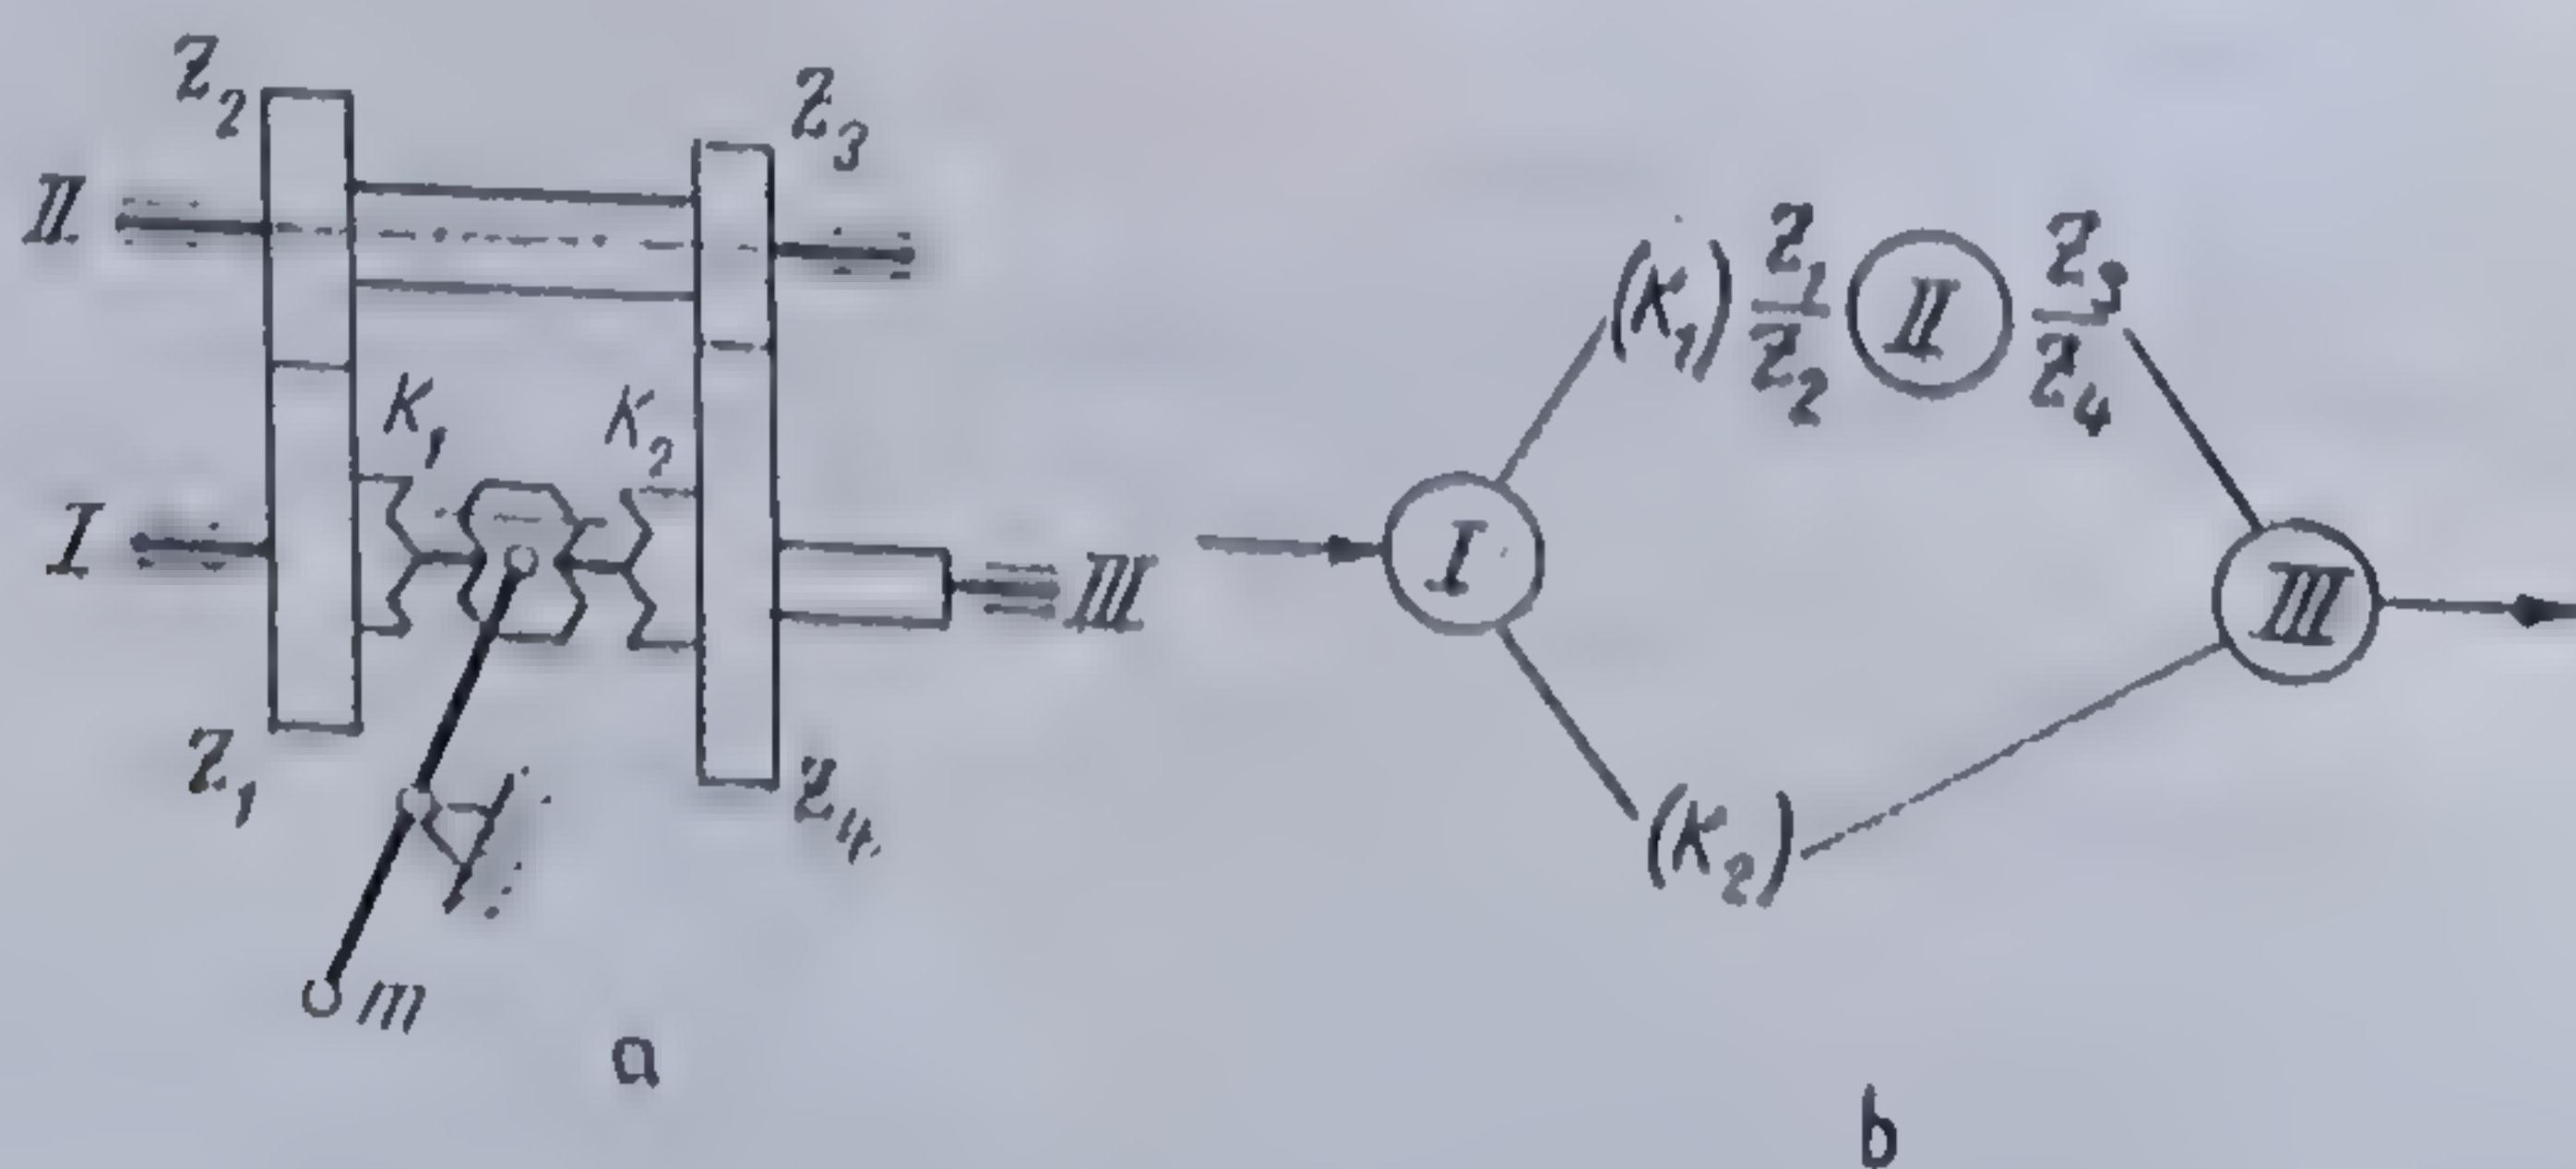 Z2
Z3
II
K1
K2
I
III
Z1
Z4
m
a
(K1) Z1/Z2 II Z3/Z4
I
III
(K2)
b